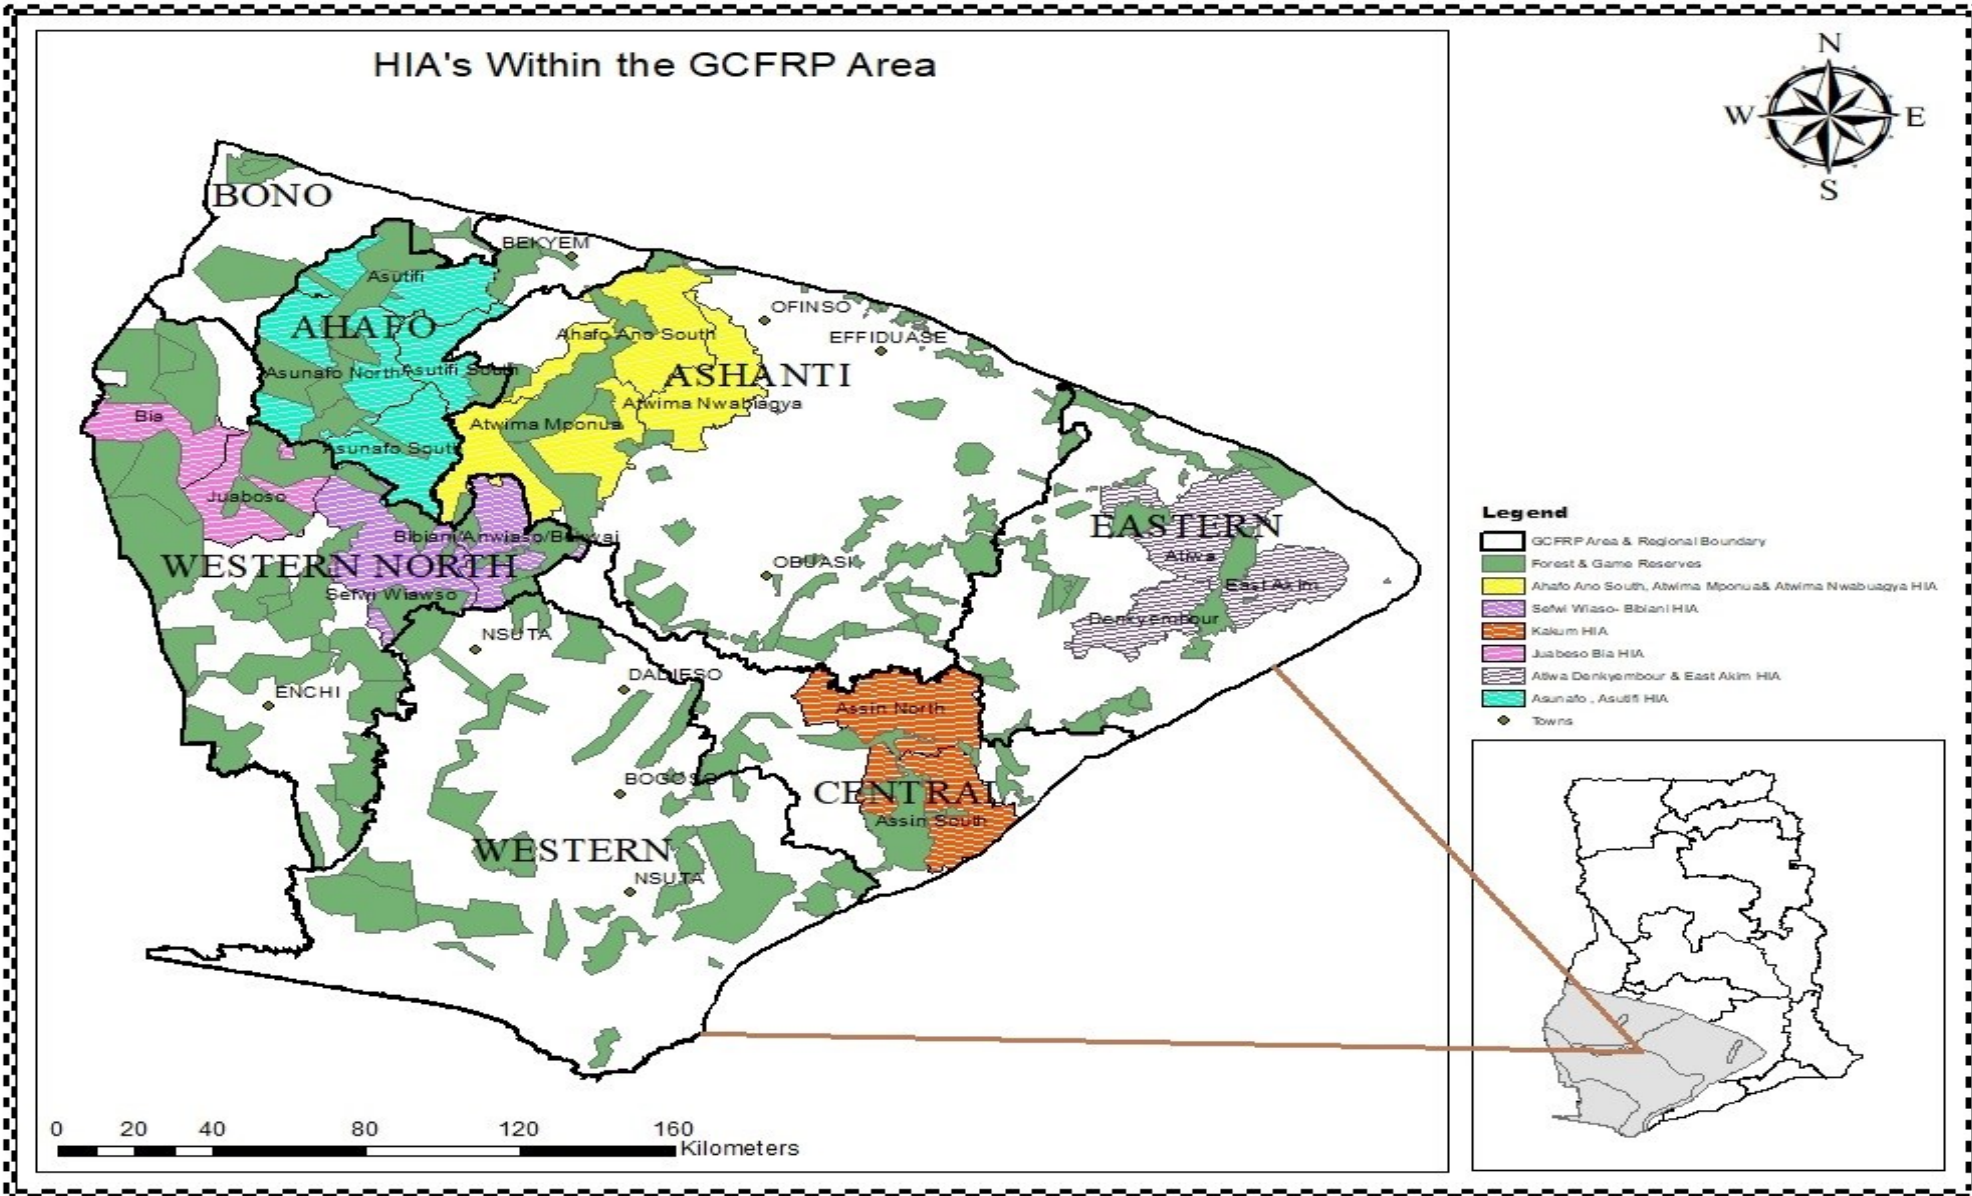 HIA's Within the GCFRP Area
N
W E
S
BONO
BEKYEM
Asutifi
OFINSO
AHAFO
Ahafo Ano South
EFFIDUASE
Asunafo North
Asutifi South
ASHANTI
Atwima Nwabiagya
Bia
Atwima Mponua
Asunafo South
Juaboso
EASTERN
Bibiani/Anwiaso/Bekwai
Atiwa
WESTERN NORTH
OBUASI
East Akim
Sefwi Wiawso
Denkyembour
NSUTA
DADIESO
ENCHI
Assin North
BOGOSO
CENTRAL
Assin South
WESTERN
NSUTA
0 20 40 80 120 160
Kilometers
Legend
GCFRP Area & Regional Boundary
Forest & Game Reserves
Ahafo Ano South, Atwima Mponua& Atwima Nwabuagya HIA
Sefwi Wiaso- Bibiani HIA
Kakum HIA
Juabeso Bia HIA
Atiwa Denkyembour & East Akim HIA
Asunafo , Asutifi HIA
Towns